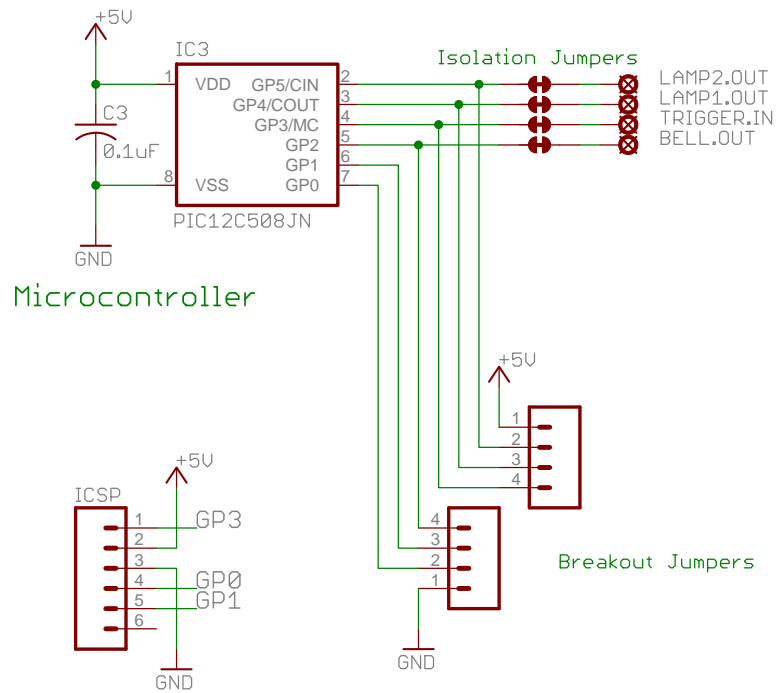 +5V
IC3
Isolation Jumpers
1 VDD GP5/CIN 2 LAMP2.OUT
GP4/COUT 3 LAMP1.OUT
C3 GP3/MC 4 TRIGGER.IN
0.1uF GP2 5 BELL.OUT
GP1 6
8 VSS GP0 7
PIC12C508JN
GND
Microcontroller
+5V
1
2
3
4
+5V
ICSP
1 GP3
2
3
4 GP0
5 GP1
6
4
3
2
1
Breakout Jumpers
GND
GND